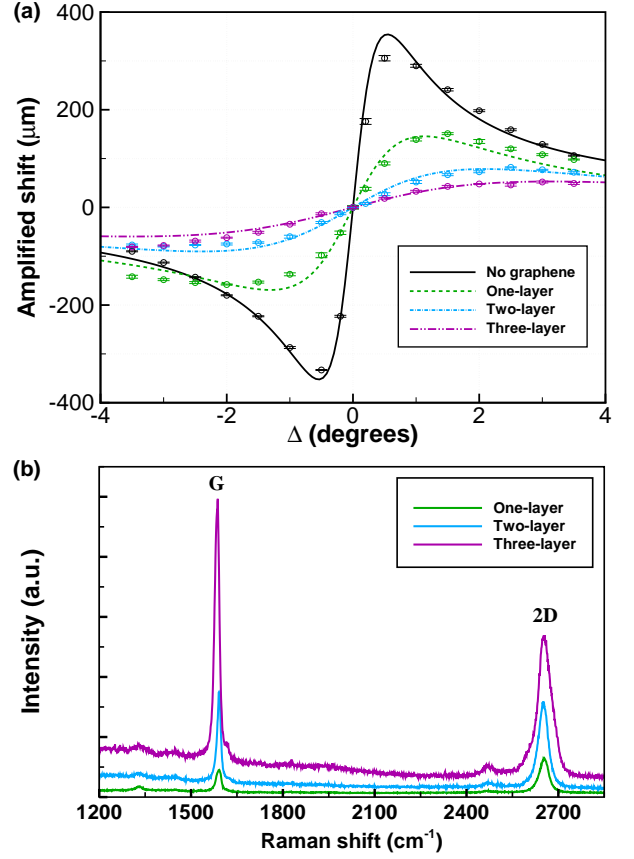 (a)
400
200
0
-200
-400
Amplified shift (μm)
No graphene
One-layer
Two-layer
Three-layer
-4
-2
0
2
4
Δ (degrees)
(b)
G
2D
One-layer
Two-layer
Three-layer
Intensity (a.u.)
1200
1500
1800
2100
2400
2700
Raman shift (cm-1)